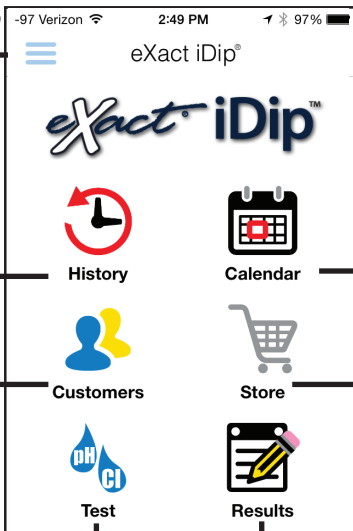 -97 Verizon 2:49 PM 97%
eXact iDip®
eXact® iDip™
History Calendar
Customers Store
pH Cl
Test Results